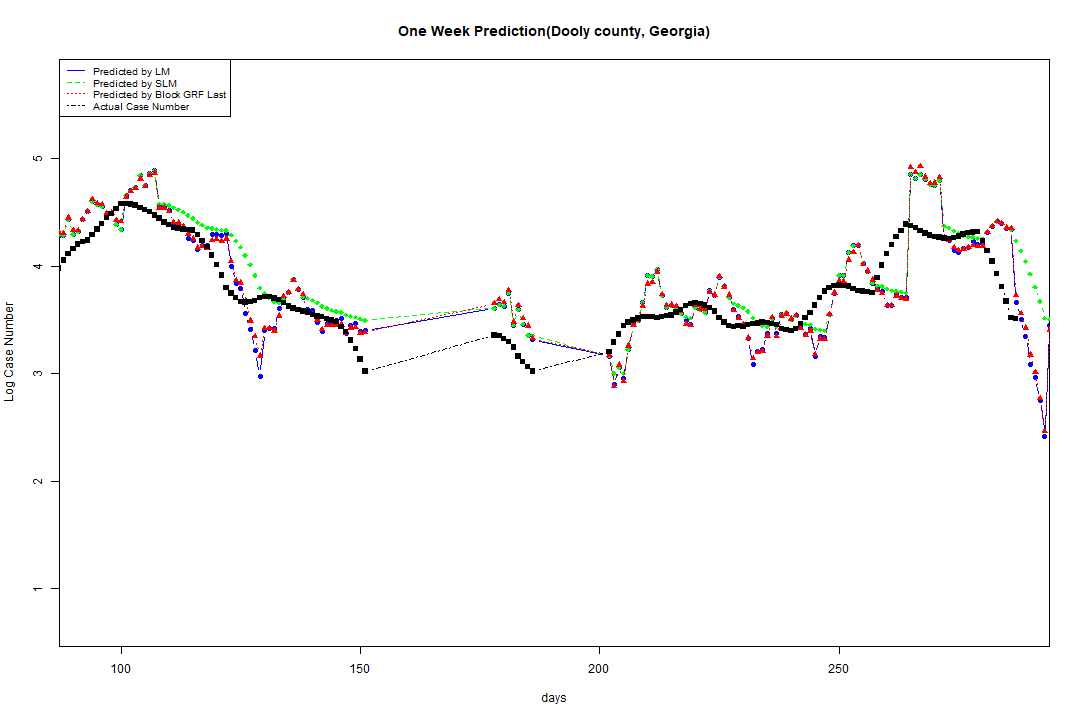 One Week Prediction(Dooly county, Georgia)
Predicted by LM
Predicted by SLM
Predicted by Block GRF Last
Actual Case Number
5
4
3
2
1
Log Case Number
100 150 200 250
days